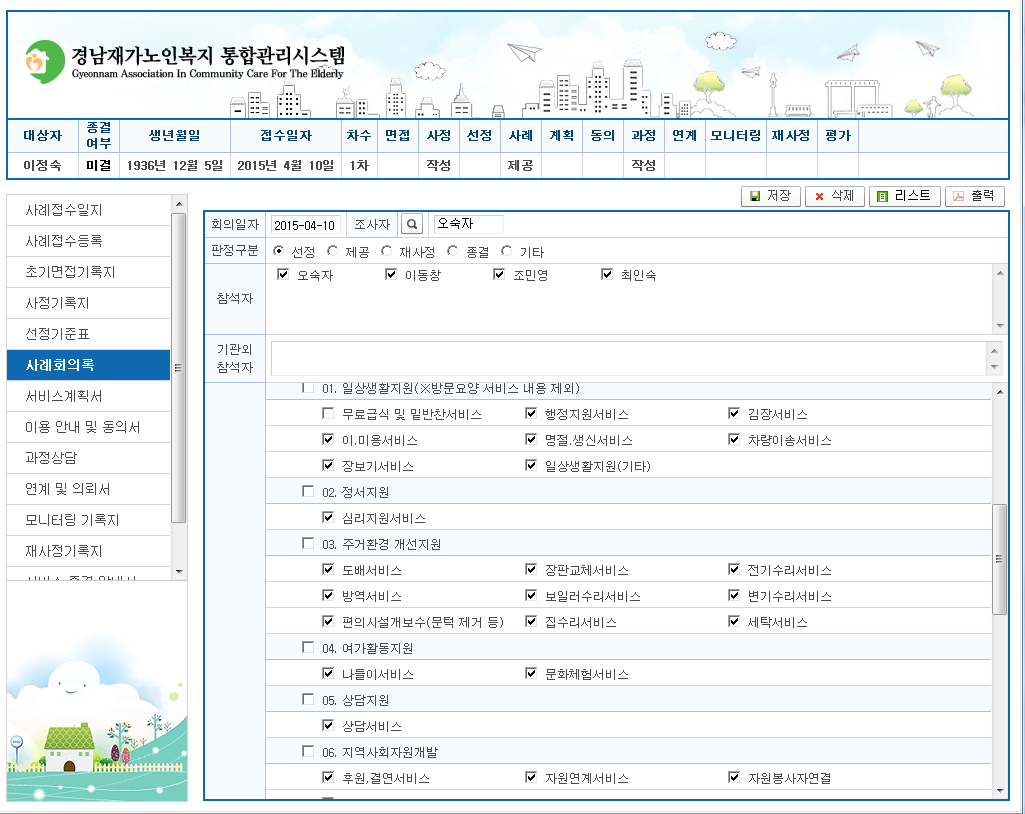 경남재가노인복지 통합관리시스템
Gyeonnam Association In Community Care For The Elderly
대상자 종결여부 생년월일 접수일자 차수 면접 사정 선정 사례 계획 동의 과정 연계 모니터링 재사정 평가
이정숙 미결 1936년 12월 5일 2015년 4월 10일 1차 작성 제공 작성
저장 삭제 리스트 출력
사례접수일지
사례접수등록
초기면접기록지
사정기록지
선정기준표
사례회의록
서비스계획서
이용 안내 및 동의서
과정상담
연계 및 의뢰서
모니터링 기록지
재사정기록지
회의일자 2015-04-10 조사자 오숙자
판정구분 선정 제공 재사정 종결 기타
참석자 오숙자 이동창 조민영 최인숙
기관외
참석자
01. 일상생활지원(※방문요양 서비스 내용 제외)
무료급식 및 밑반찬서비스 행정지원서비스 김장서비스
이.미용서비스 명절.생신서비스 차량이송서비스
장보기서비스 일상생활지원(기타)
02. 정서지원
심리지원서비스
03. 주거환경 개선지원
도배서비스 장판교체서비스 전기수리서비스
방역서비스 보일러수리서비스 변기수리서비스
편의시설개보수(문턱 제거 등) 집수리서비스 세탁서비스
04. 여가활동지원
나들이서비스 문화체험서비스
05. 상담지원
상담서비스
06. 지역사회자원개발
후원,결연서비스 자원연계서비스 자원봉사자연결